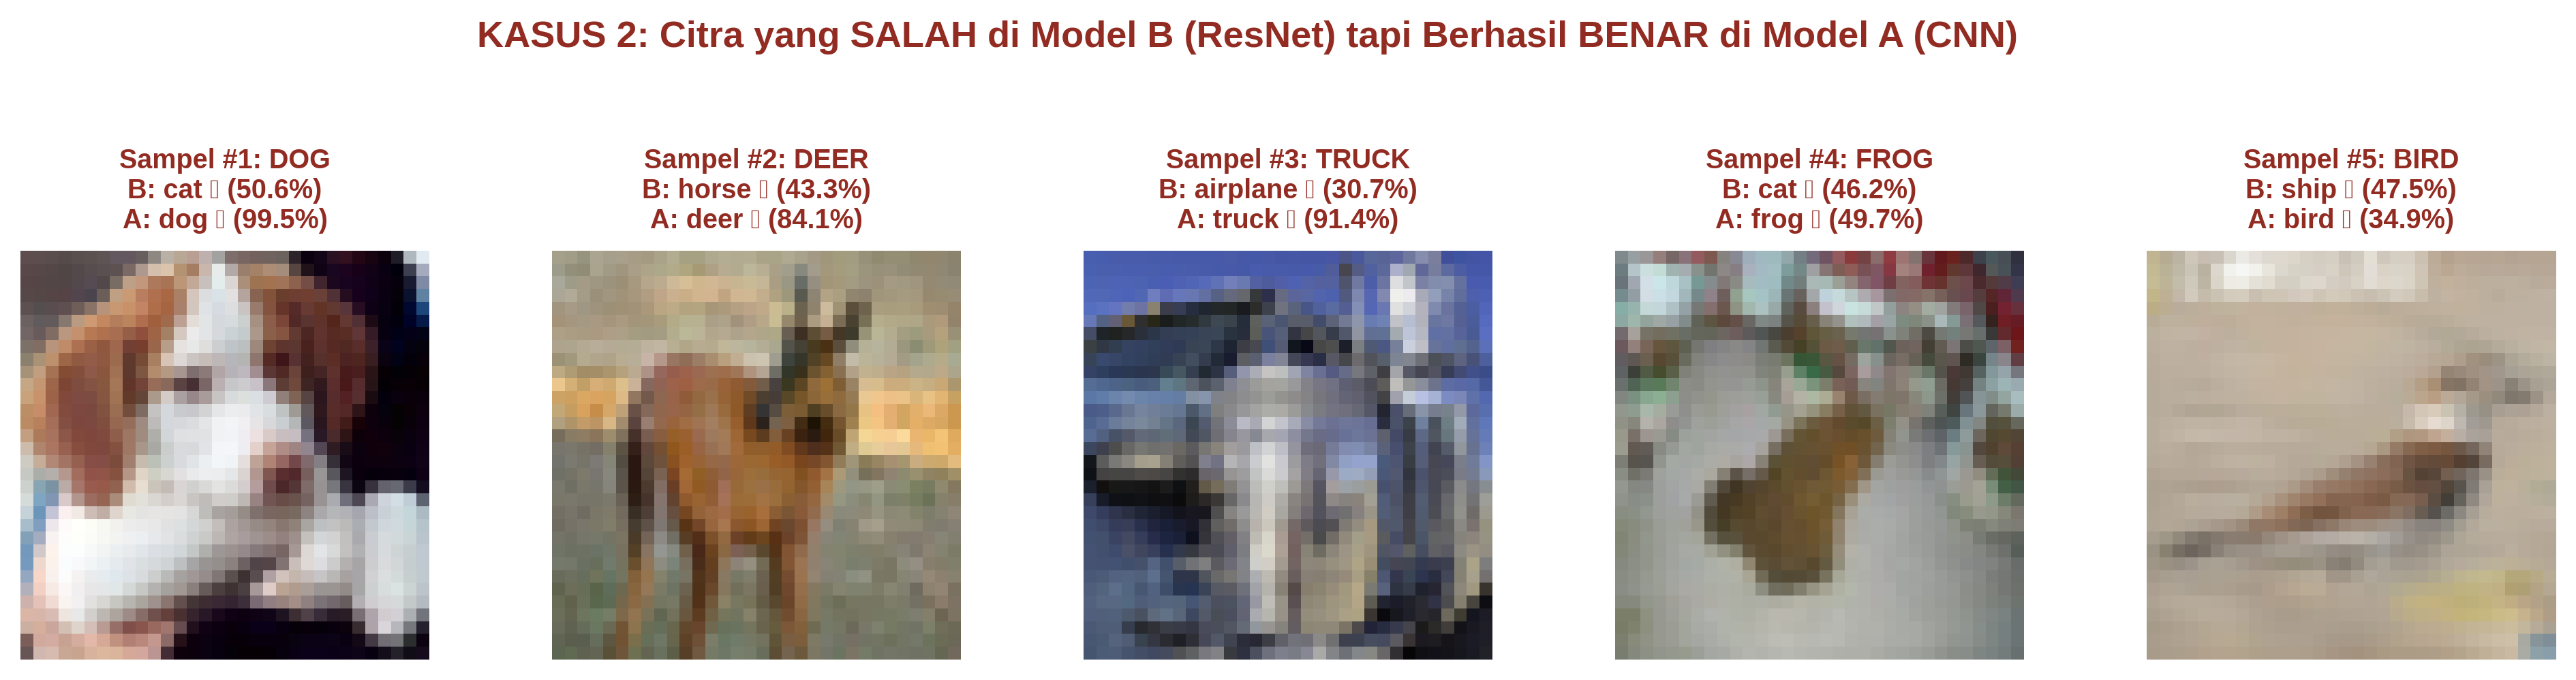 KASUS 2: Citra yang SALAH di Model B (ResNet) tapi Berhasil BENAR di Model A (CNN)
Sampel #1: DOG
B: cat ▯ (50.6%)
A: dog ▯ (99.5%)
Sampel #2: DEER
B: horse ▯ (43.3%)
A: deer ▯ (84.1%)
Sampel #3: TRUCK
B: airplane ▯ (30.7%)
A: truck ▯ (91.4%)
Sampel #4: FROG
B: cat ▯ (46.2%)
A: frog ▯ (49.7%)
Sampel #5: BIRD
B: ship ▯ (47.5%)
A: bird ▯ (34.9%)